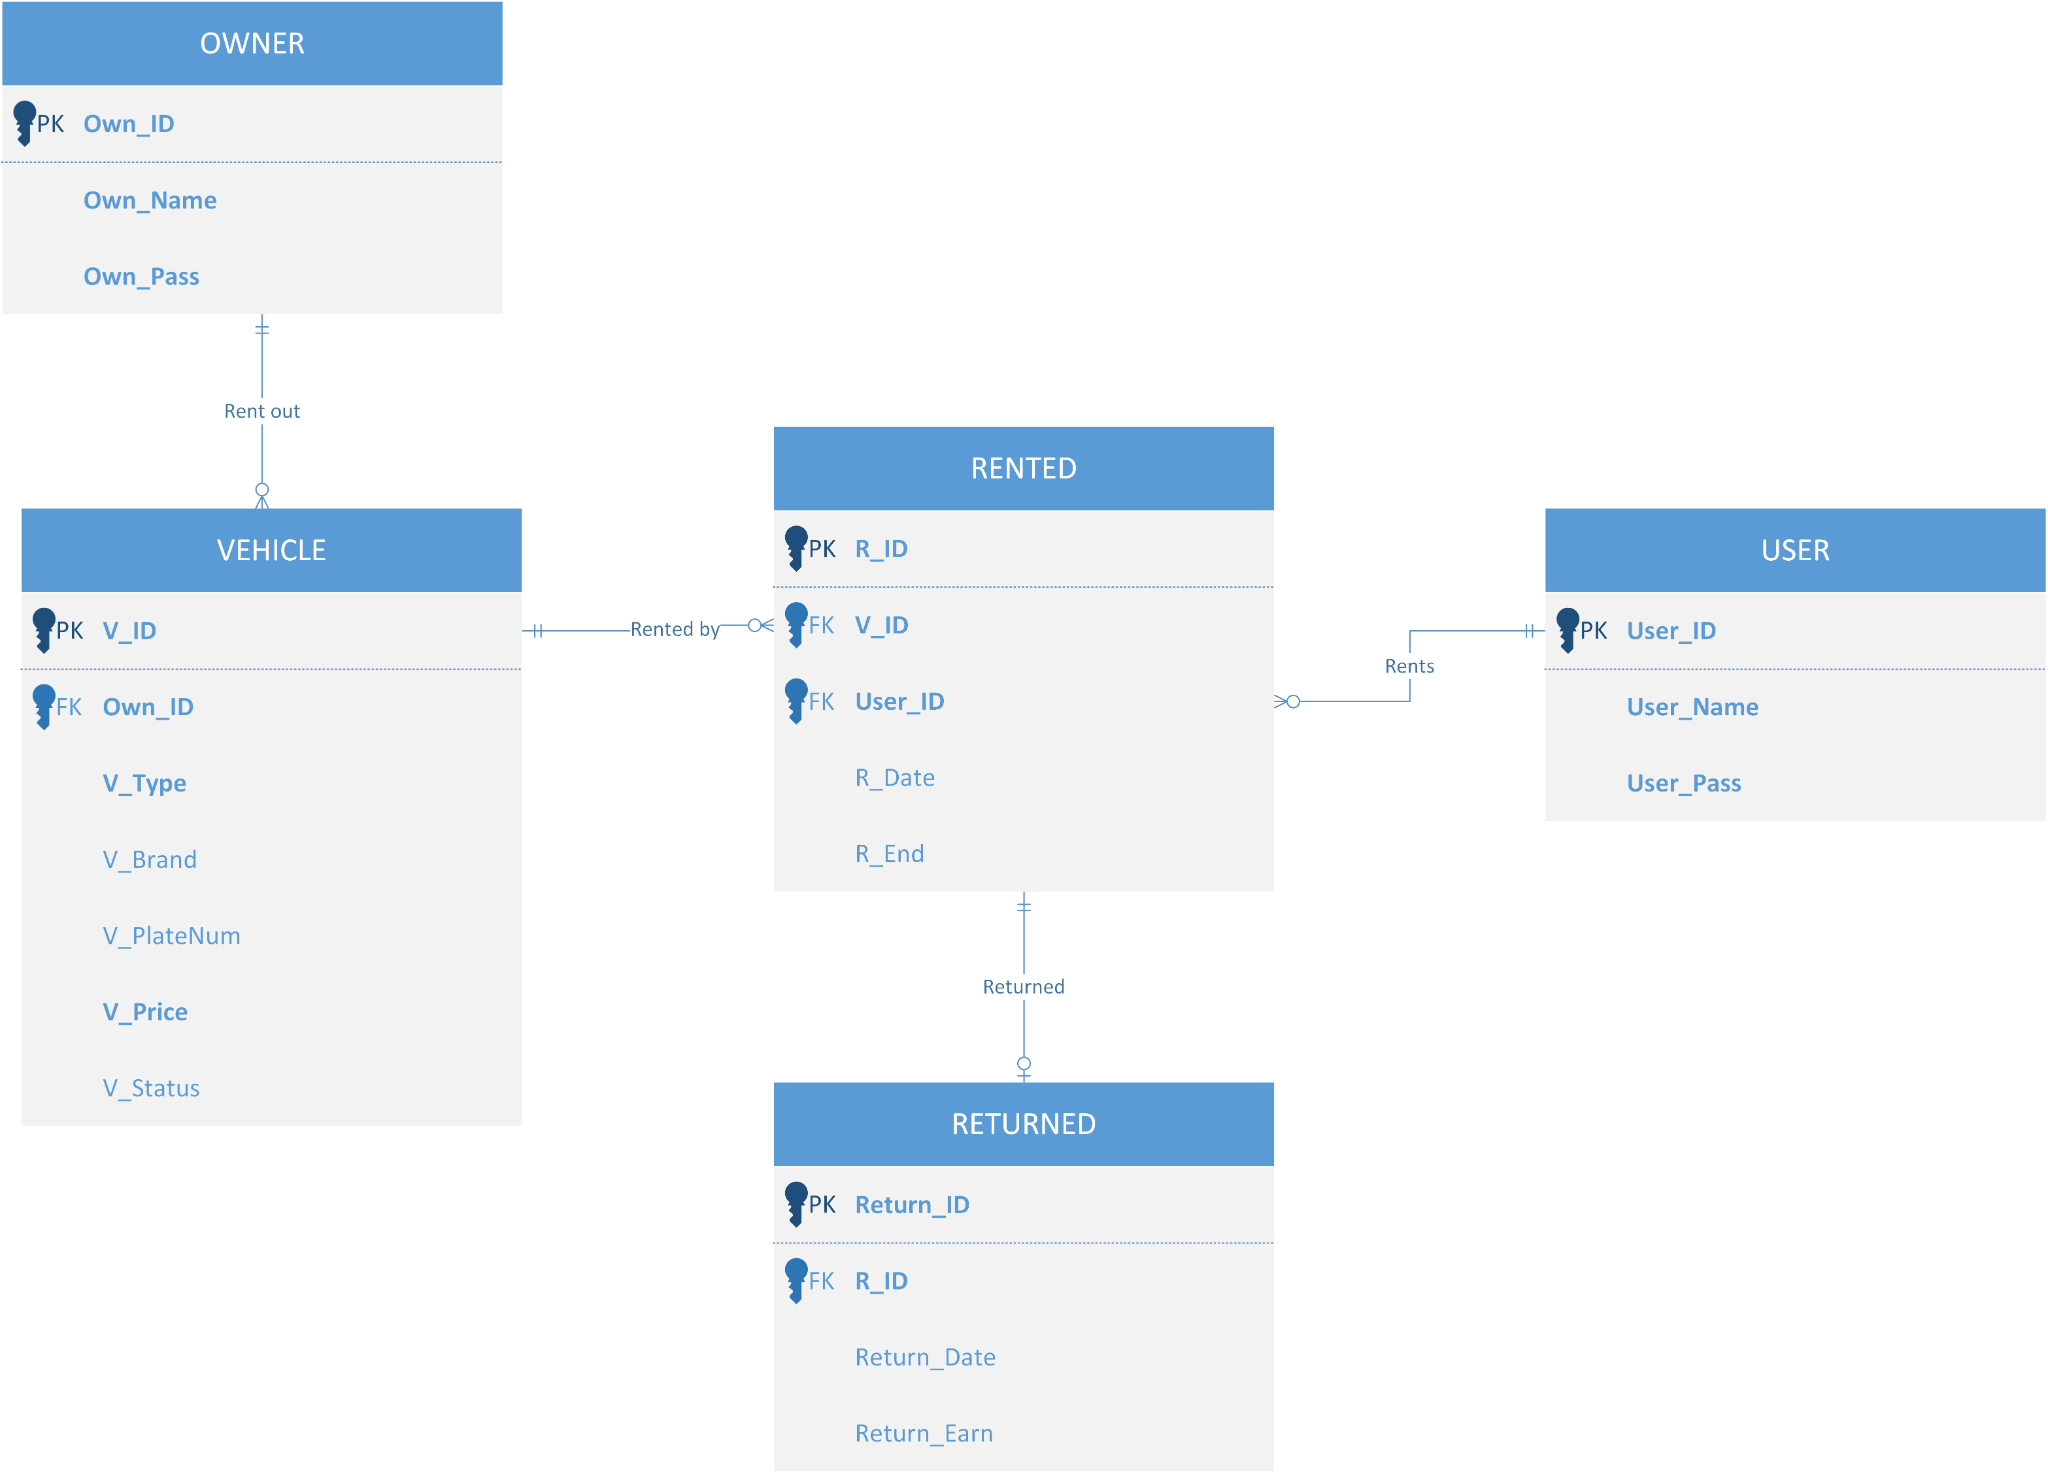 OWNER
PK Own_ID
Own_Name
Own_Pass
Rent out
VEHICLE
PK V_ID
FK Own_ID
V_Type
V_Brand
V_PlateNum
V_Price
V_Status
Rented by
RENTED
PK R_ID
FK V_ID
FK User_ID
R_Date
R_End
Rents
USER
PK User_ID
User_Name
User_Pass
Returned
RETURNED
PK Return_ID
FK R_ID
Return_Date
Return_Earn